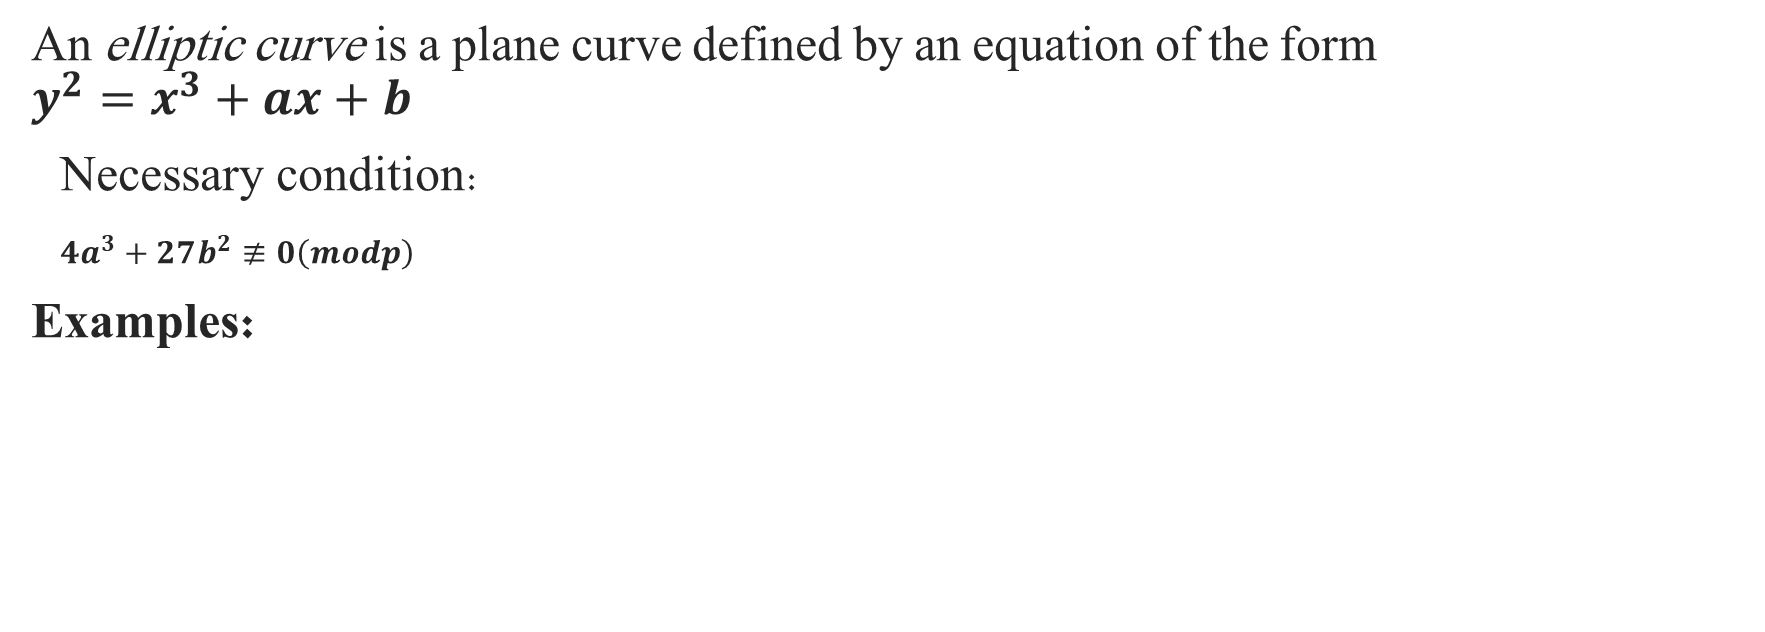 An elliptic curve is a plane curve defined by an equation of the form
y² = x³ + ax + b
Necessary condition:
4a³ + 27b² ≢ 0(modp)
Examples: